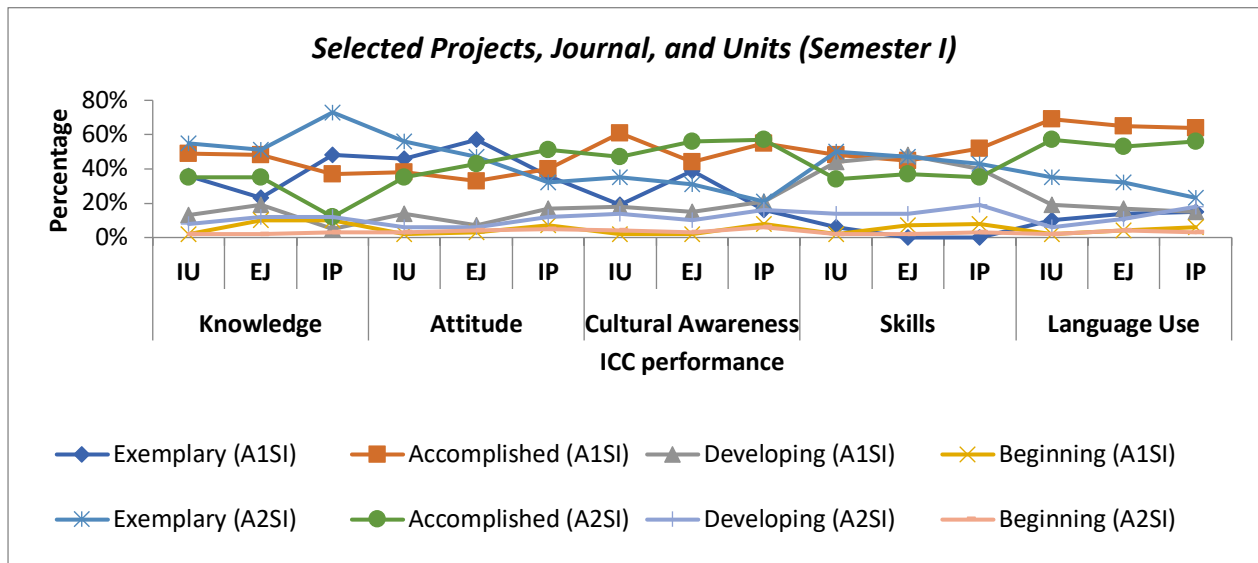 Selected Projects, Journal, and Units (Semester I)
Percentage
80%
60%
40%
20%
0%
IU EJ IP IU EJ IP IU EJ IP IU EJ IP IU EJ IP
Knowledge Attitude Cultural Awareness Skills Language Use
ICC performance
Exemplary (A1SI) Accomplished (A1SI) Developing (A1SI) Beginning (A1SI)
Exemplary (A2SI) Accomplished (A2SI) Developing (A2SI) Beginning (A2SI)